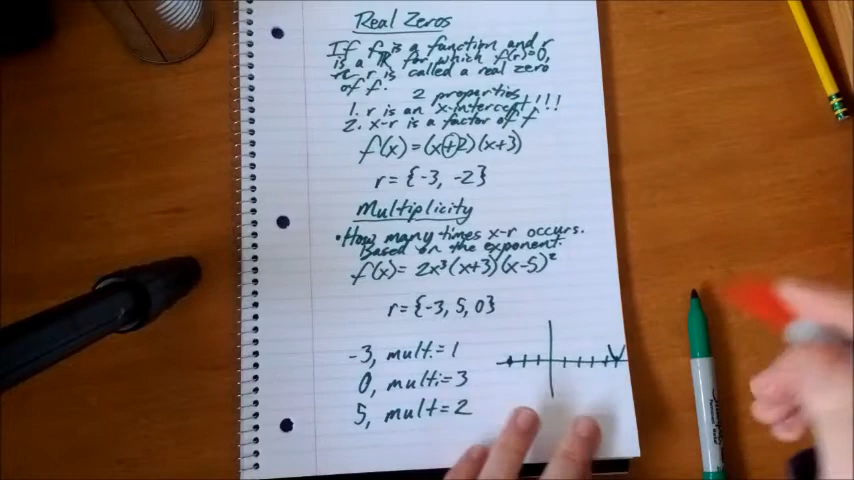 Real Zeros
If f is a function and r
is a ℝ for which f(r)=0,
r is called a real zero
of f.
2 properties
1. r is an x-intercept!!!
2. x-r is a factor of f
f(x)=(x+2)(x+3)
r={-3, -2}
Multiplicity
•How many times x-r occurs.
Based on the exponent.
f(x)= 2x³(x+3)(x-5)²
r={-3, 5, 0}
-3, mult.=1
0, mult.=3
5, mult=2